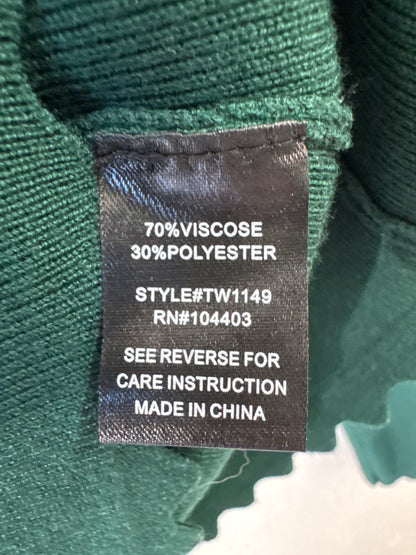 70%VISCOSE
30%POLYESTER
STYLE#TW1149
RN#104403
SEE REVERSE FOR
CARE INSTRUCTION
MADE IN CHINA